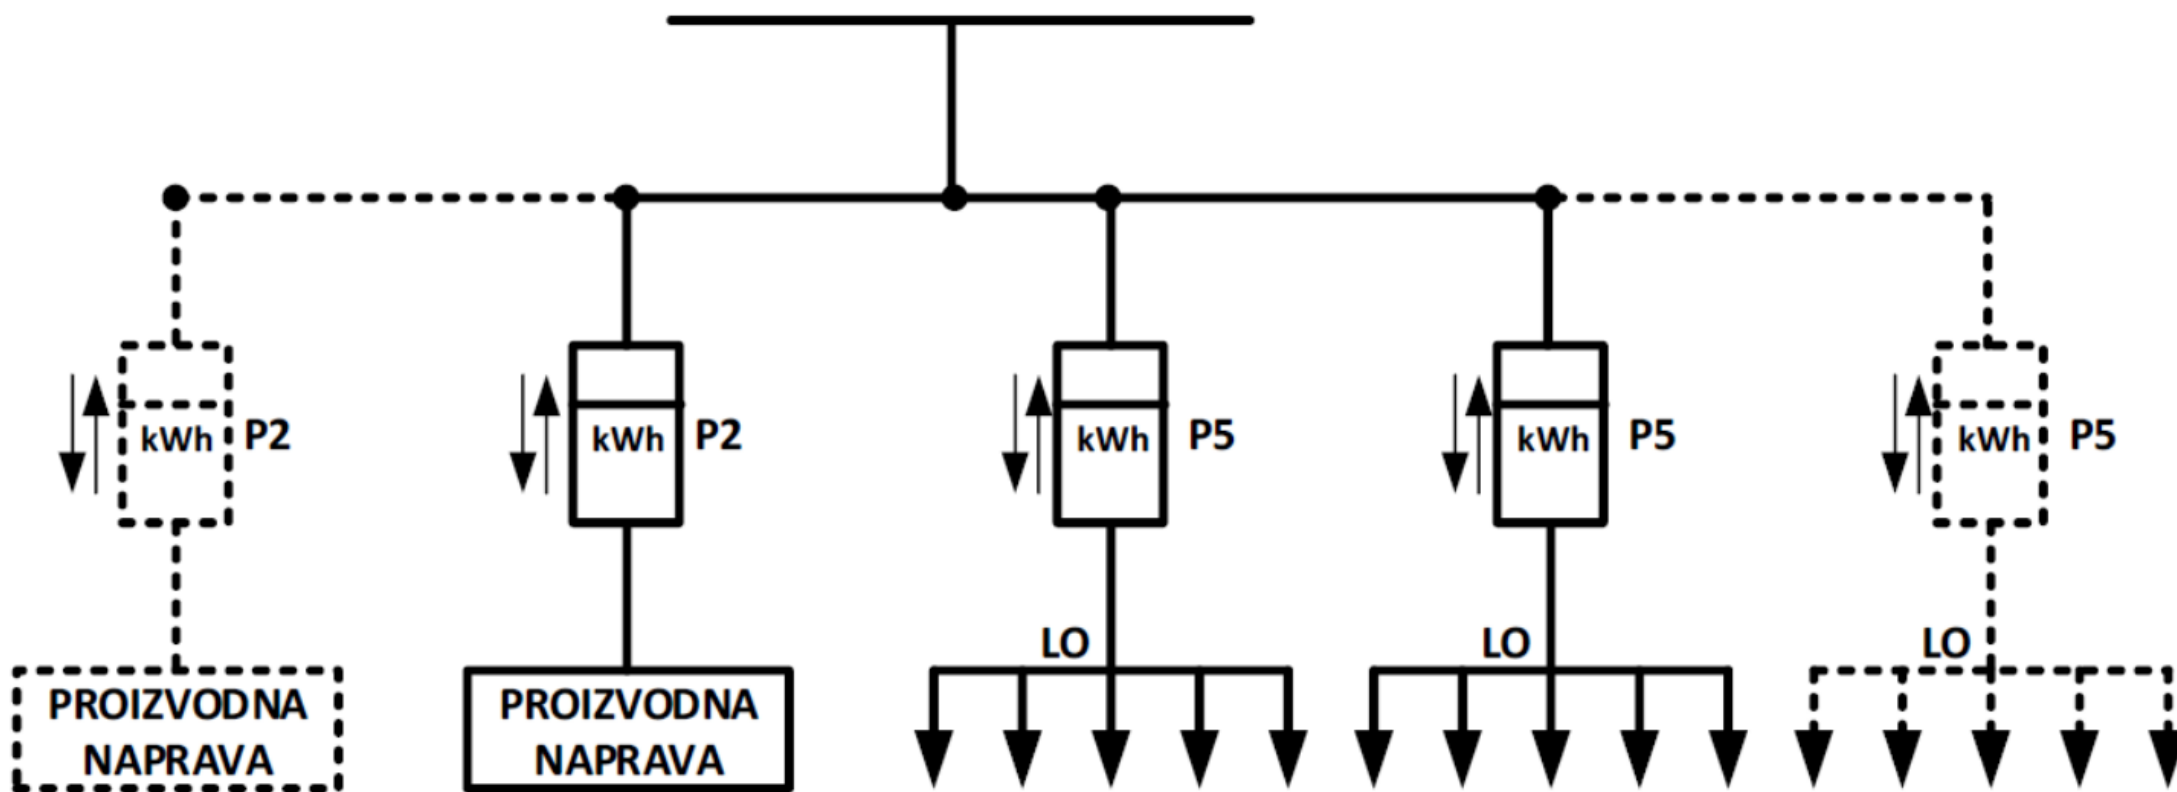 kWh P2
kWh P2
kWh P5
kWh P5
kWh P5
LO
LO
LO
PROIZVODNA
NAPRAVA
PROIZVODNA
NAPRAVA